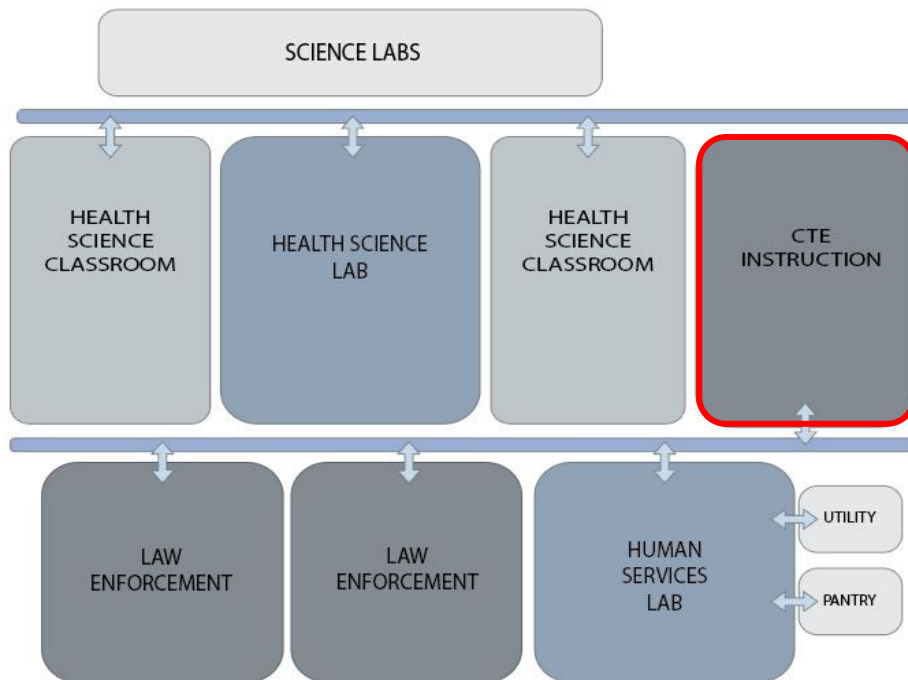 SCIENCE LABS
HEALTH
SCIENCE
CLASSROOM
HEALTH SCIENCE
LAB
HEALTH
SCIENCE
CLASSROOM
CTE
INSTRUCTION
LAW
ENFORCEMENT
LAW
ENFORCEMENT
HUMAN
SERVICES
LAB
UTILITY
PANTRY